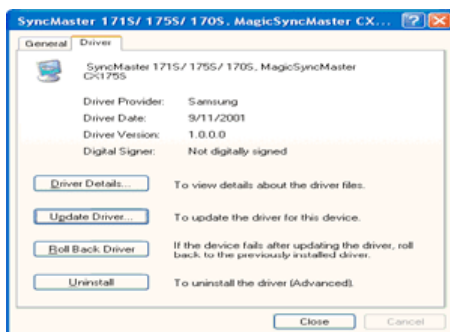 SyncMaster 171S/ 175S/ 170S, MagicSyncMaster CX...
General Driver
SyncMaster 171S/ 175S/ 170S, MagicSyncMaster
CX175S
Driver Provider: Samsung
Driver Date: 9/11/2001
Driver Version: 1.0.0.0
Digital Signer: Not digitally signed
Driver Details... To view details about the driver files.
Update Driver... To update the driver for this device.
Roll Back Driver If the device fails after updating the driver, roll
back to the previously installed driver.
Uninstall To uninstall the driver (Advanced).
Close Cancel